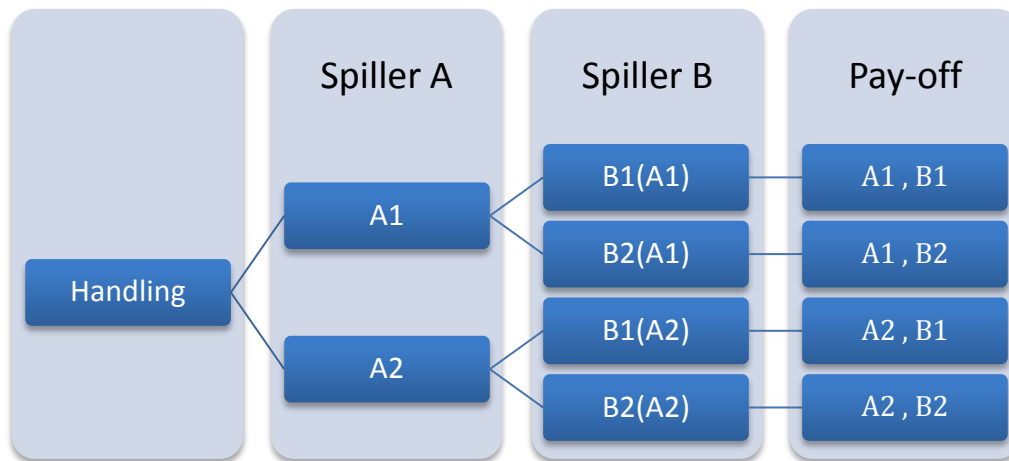 Spiller A
Spiller B
Pay-off
Handling
A1
A2
B1(A1)
B2(A1)
B1(A2)
B2(A2)
A1 , B1
A1 , B2
A2 , B1
A2 , B2